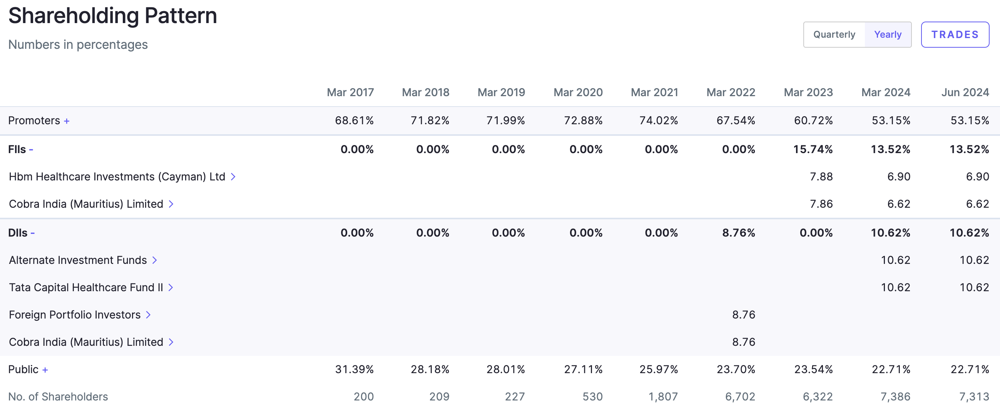 Shareholding Pattern
Numbers in percentages
Quarterly Yearly TRADES
Mar 2017 Mar 2018 Mar 2019 Mar 2020 Mar 2021 Mar 2022 Mar 2023 Mar 2024 Jun 2024
Promoters + 68.61% 71.82% 71.99% 72.88% 74.02% 67.54% 60.72% 53.15% 53.15%
FIIs - 0.00% 0.00% 0.00% 0.00% 0.00% 0.00% 15.74% 13.52% 13.52%
Hbm Healthcare Investments (Cayman) Ltd > 7.88 6.90 6.90
Cobra India (Mauritius) Limited > 7.86 6.62 6.62
DIIs - 0.00% 0.00% 0.00% 0.00% 0.00% 8.76% 0.00% 10.62% 10.62%
Alternate Investment Funds > 10.62 10.62
Tata Capital Healthcare Fund II > 10.62 10.62
Foreign Portfolio Investors > 8.76
Cobra India (Mauritius) Limited > 8.76
Public + 31.39% 28.18% 28.01% 27.11% 25.97% 23.70% 23.54% 22.71% 22.71%
No. of Shareholders 200 209 227 530 1,807 6,702 6,322 7,386 7,313